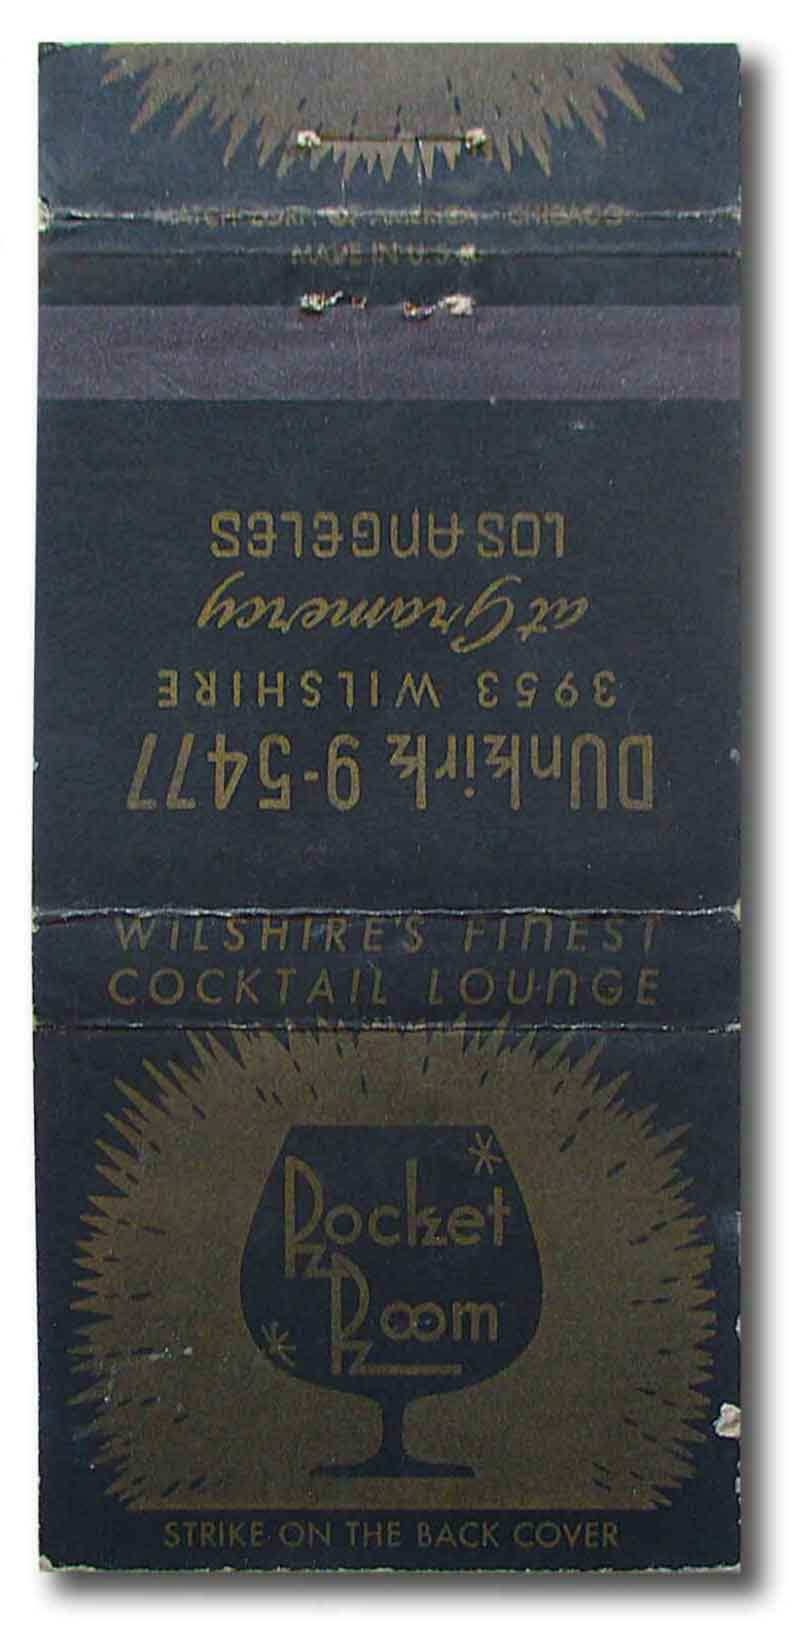 MATCH CORP. OF AMERICA - CHICAGO
MADE IN U.S.A.
DUnkirk 9-5477
3953 WILSHIRE
at Gramercy
LOS ANGELES
WILSHIRE'S FINEST
COCKTAIL LOUNGE
Rocket
Room
STRIKE ON THE BACK COVER